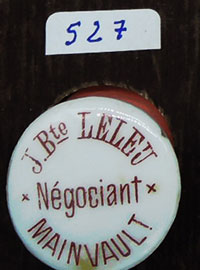 527
J. Bte LELEU
× Négociant ×
MAINVAULT